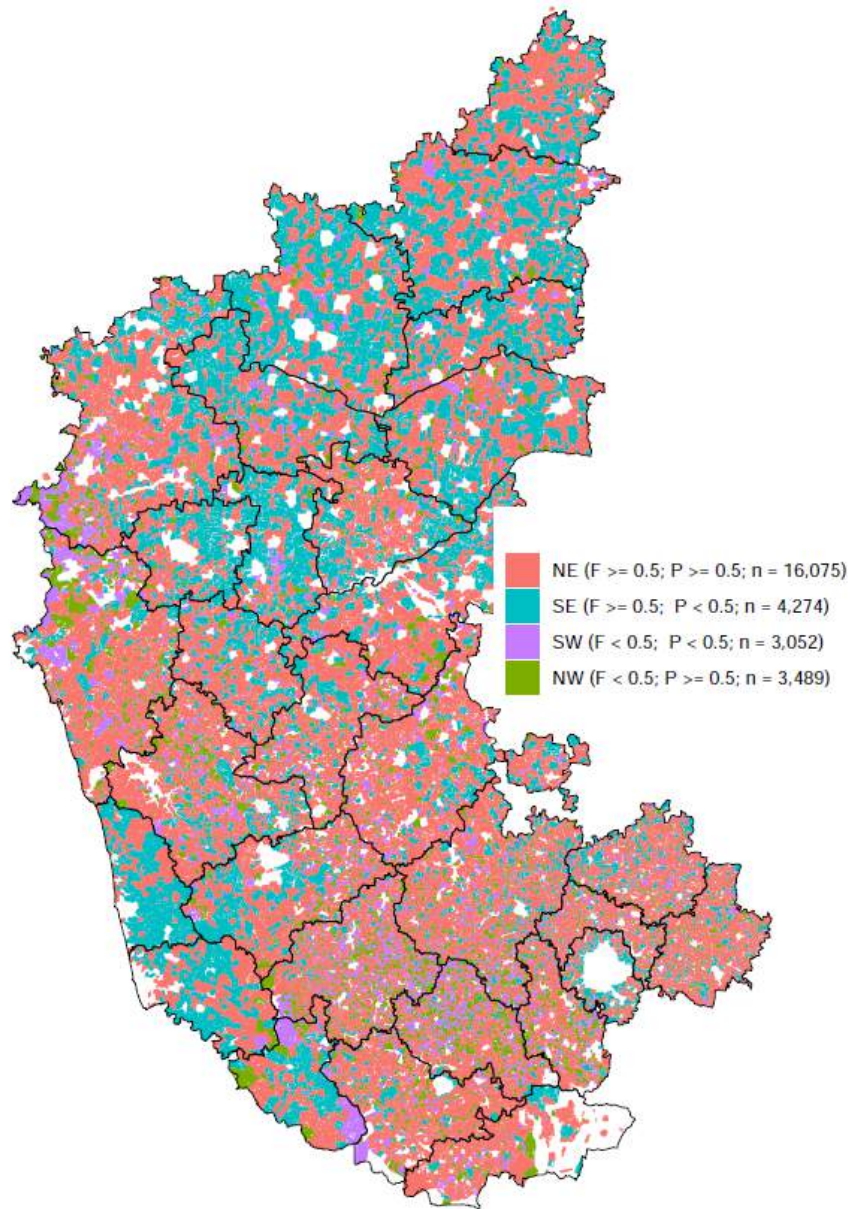 NE (F >= 0.5; P >= 0.5; n = 16,075)
SE (F >= 0.5; P < 0.5; n = 4,274)
SW (F < 0.5; P < 0.5; n = 3,052)
NW (F < 0.5; P >= 0.5; n = 3,489)